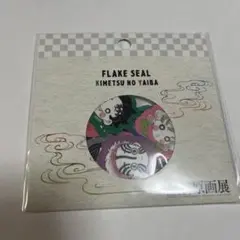 FLAKE SEAL
KIMETSU NO YAIBA
画展